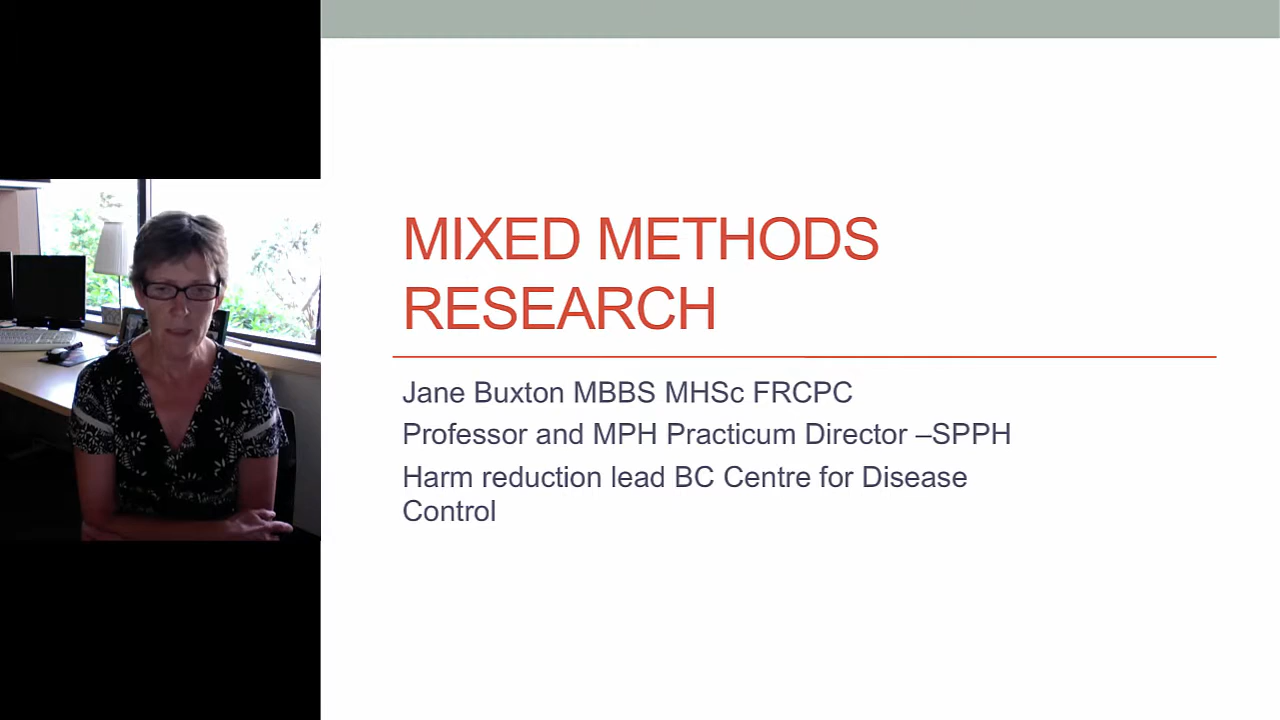 MIXED METHODS
RESEARCH
Jane Buxton MBBS MHSc FRCPC
Professor and MPH Practicum Director –SPPH
Harm reduction lead BC Centre for Disease
Control